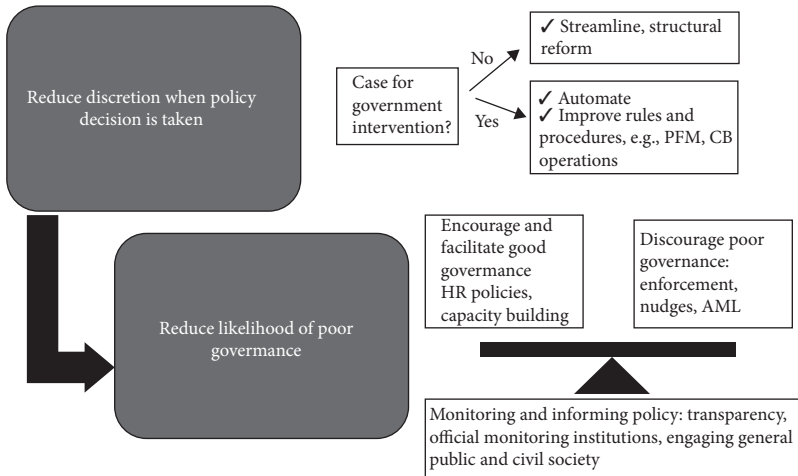 Reduce discretion when policy
decision is taken
Case for
government
intervention?
No
Yes
✓ Streamline, structural
reform
✓ Automate
✓ Improve rules and
procedures, e.g., PFM, CB
operations
Reduce likelihood of poor
govermance
Encourage and
facilitate good
governance
HR policies,
capacity building
Discourage poor
governance:
enforcement,
nudges, AML
Monitoring and informing policy: transparency,
official monitoring institutions, engaging general
public and civil society